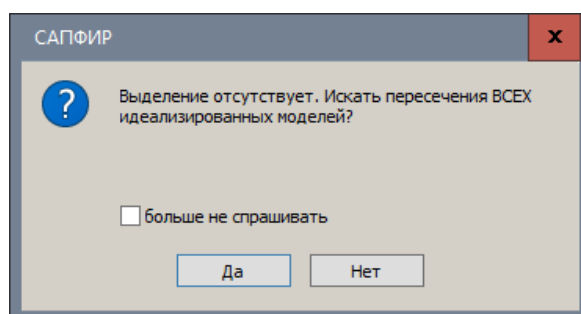 САПФИР
Выделение отсутствует. Искать пересечения ВСЕХ
идеализированных моделей?
больше не спрашивать
Да
Нет